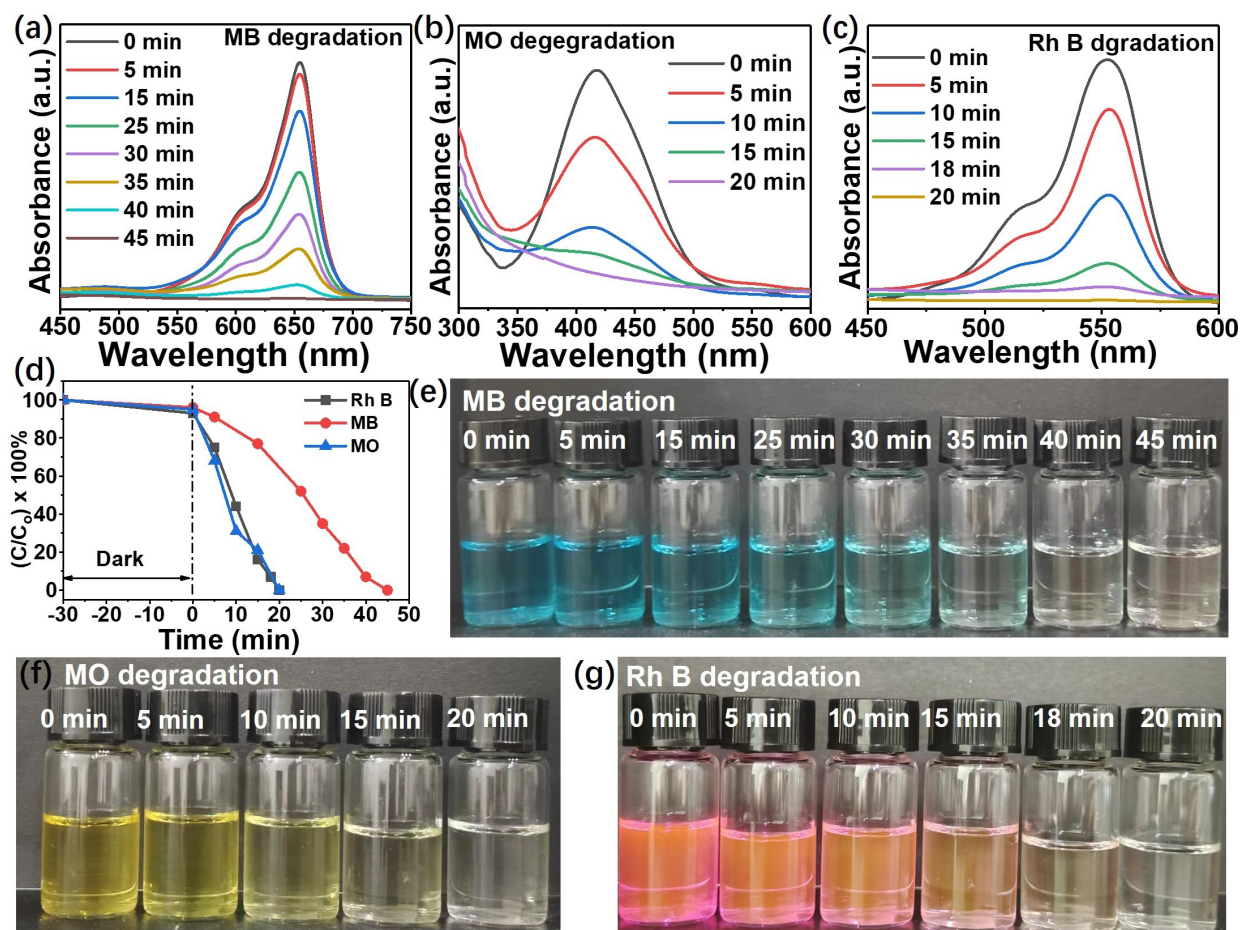 (a)
MB degradation
0 min
5 min
15 min
25 min
30 min
35 min
40 min
45 min
Absorbance (a.u.)
450 500 550 600 650 700 750
Wavelength (nm)
(b)
MO degegradation
0 min
5 min
10 min
15 min
20 min
Absorbance (a.u.)
300 350 400 450 500 550 600
Wavelength (nm)
(c)
Rh B dgradation
0 min
5 min
10 min
15 min
18 min
20 min
Absorbance (a.u.)
450 500 550 600
Wavelength (nm)
(d)
Rh B
MB
MO
100
80
60
40
20
0
(C/Co) x 100%
Dark
-30 -20 -10 0 10 20 30 40 50
Time (min)
(e)
MB degradation
0 min 5 min 15 min 25 min 30 min 35 min 40 min 45 min
(f) MO degradation
0 min 5 min 10 min 15 min 20 min
(g) Rh B degradation
0 min 5 min 10 min 15 min 18 min 20 min